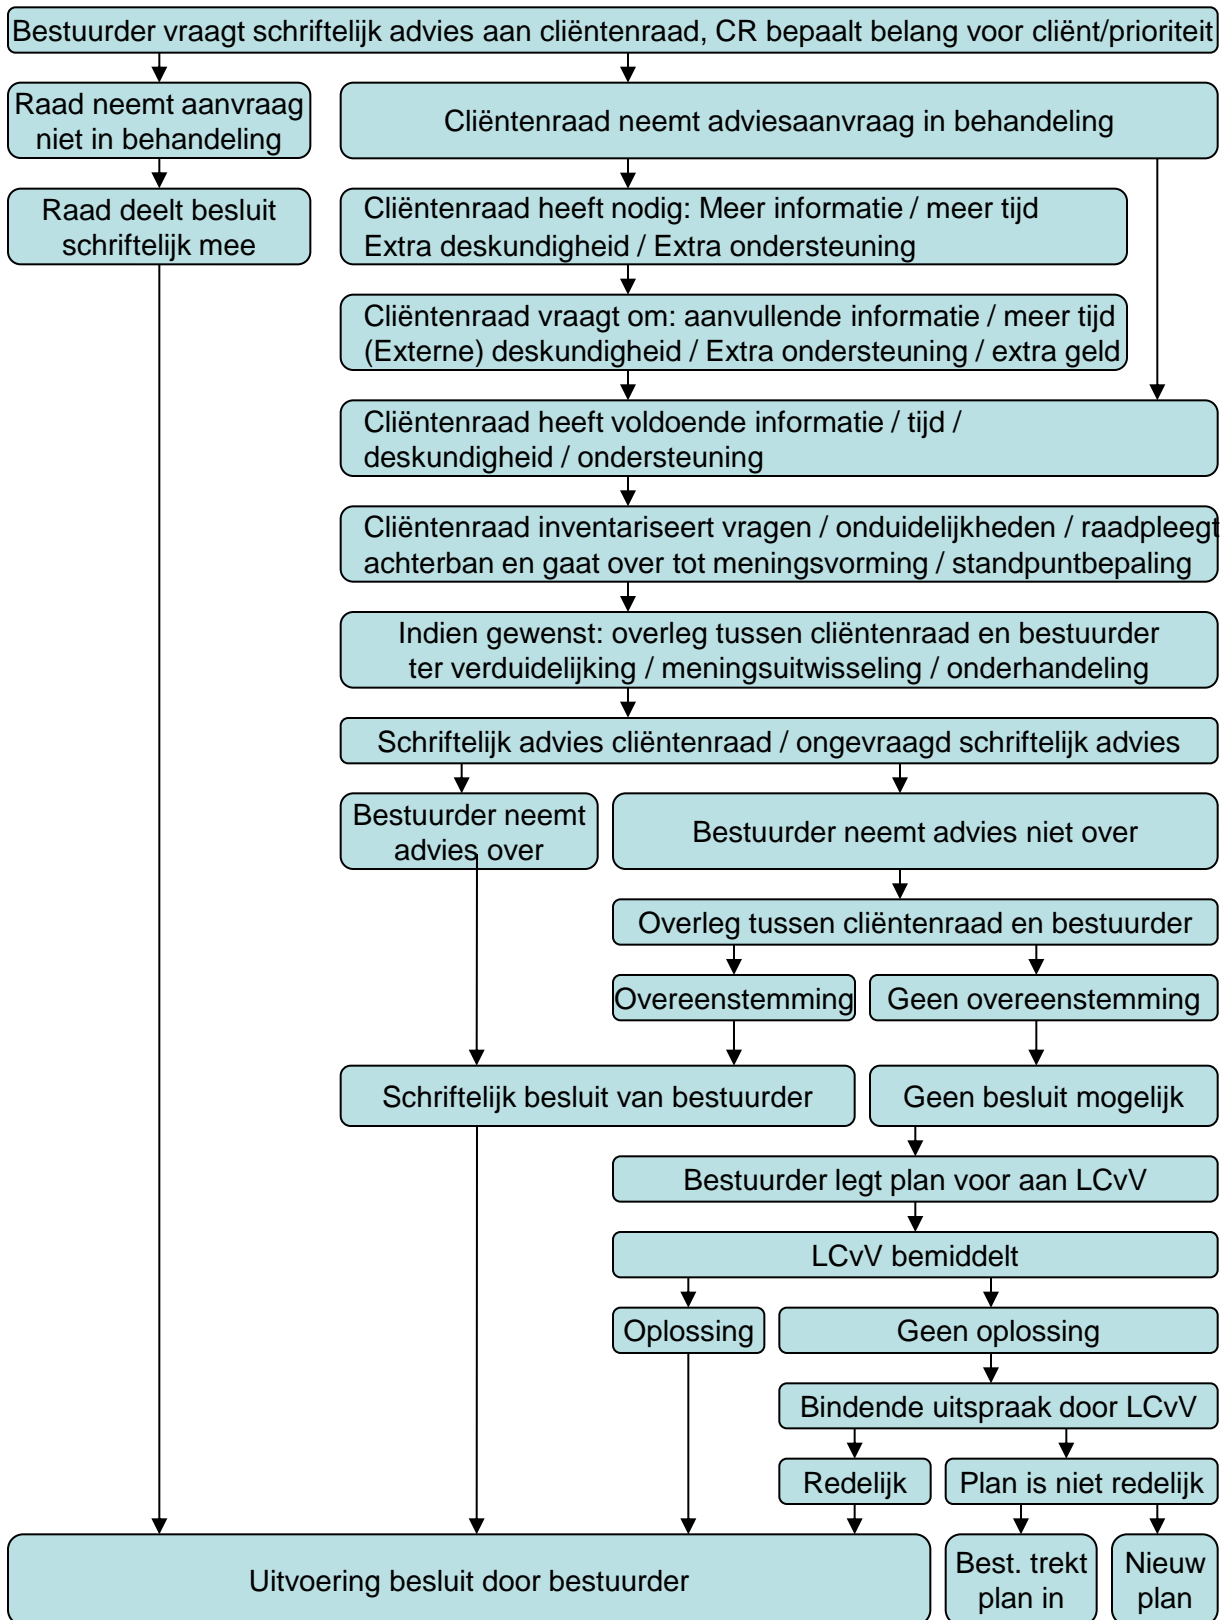 Bestuurder vraagt schriftelijk advies aan cliëntenraad, CR bepaalt belang voor cliënt/prioriteit
Raad neemt aanvraag
niet in behandeling
Cliëntenraad neemt adviesaanvraag in behandeling
Raad deelt besluit
schriftelijk mee
Cliëntenraad heeft nodig: Meer informatie / meer tijd
Extra deskundigheid / Extra ondersteuning
Cliëntenraad vraagt om: aanvullende informatie / meer tijd
(Externe) deskundigheid / Extra ondersteuning / extra geld
Cliëntenraad heeft voldoende informatie / tijd /
deskundigheid / ondersteuning
Cliëntenraad inventariseert vragen / onduidelijkheden / raadpleegt
achterban en gaat over tot meningsvorming / standpuntbepaling
Indien gewenst: overleg tussen cliëntenraad en bestuurder
ter verduidelijking / meningsuitwisseling / onderhandeling
Schriftelijk advies cliëntenraad / ongevraagd schriftelijk advies
Bestuurder neemt
advies over
Bestuurder neemt advies niet over
Overleg tussen cliëntenraad en bestuurder
Overeenstemming
Geen overeenstemming
Schriftelijk besluit van bestuurder
Geen besluit mogelijk
Bestuurder legt plan voor aan LCvV
LCvV bemiddelt
Oplossing
Geen oplossing
Bindende uitspraak door LCvV
Redelijk
Plan is niet redelijk
Uitvoering besluit door bestuurder
Best. trekt
plan in
Nieuw
plan